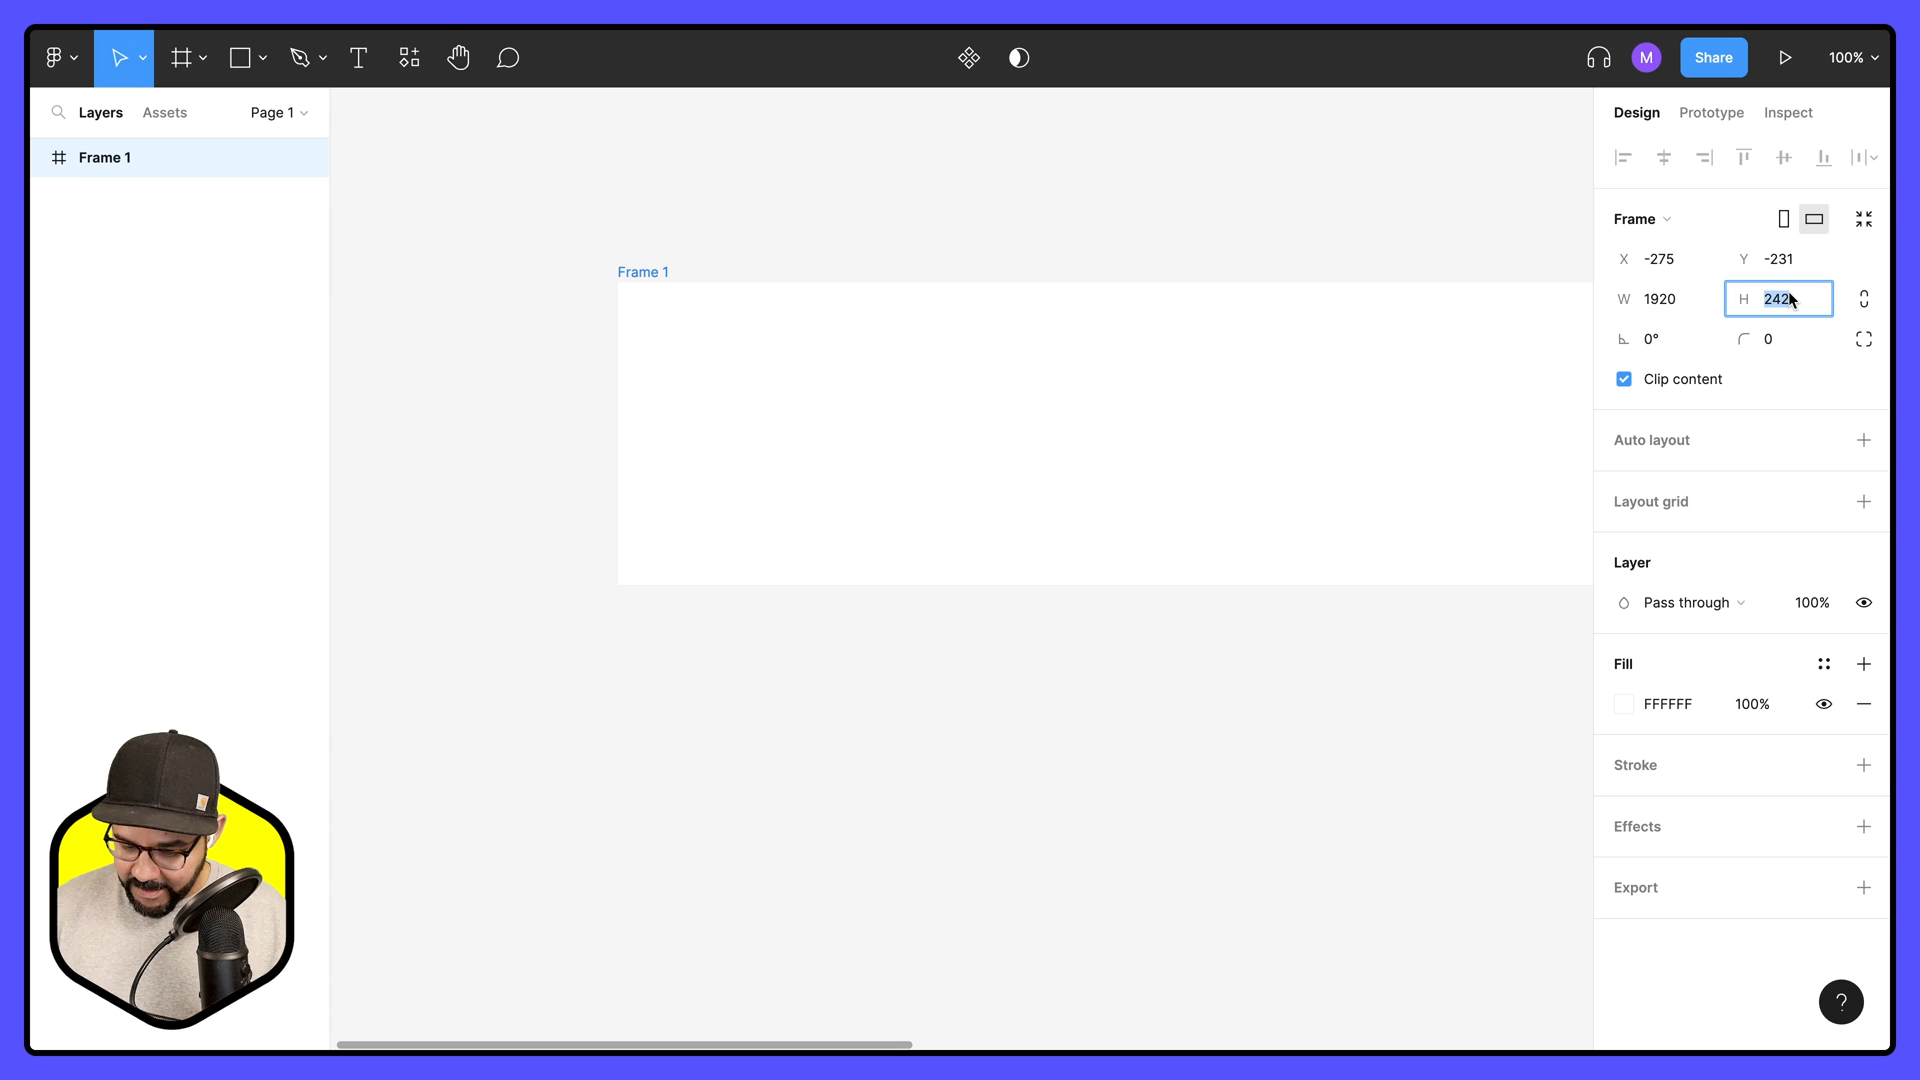 M
Share
100%
Layers
Assets
Page 1
Design
Prototype
Inspect
Frame 1
Frame 1
Frame
X -275
Y -231
W 1920
H 242
0°
0
Clip content
Auto layout
Layout grid
Layer
Pass through
100%
Fill
FFFFFF
100%
Stroke
Effects
Export
?